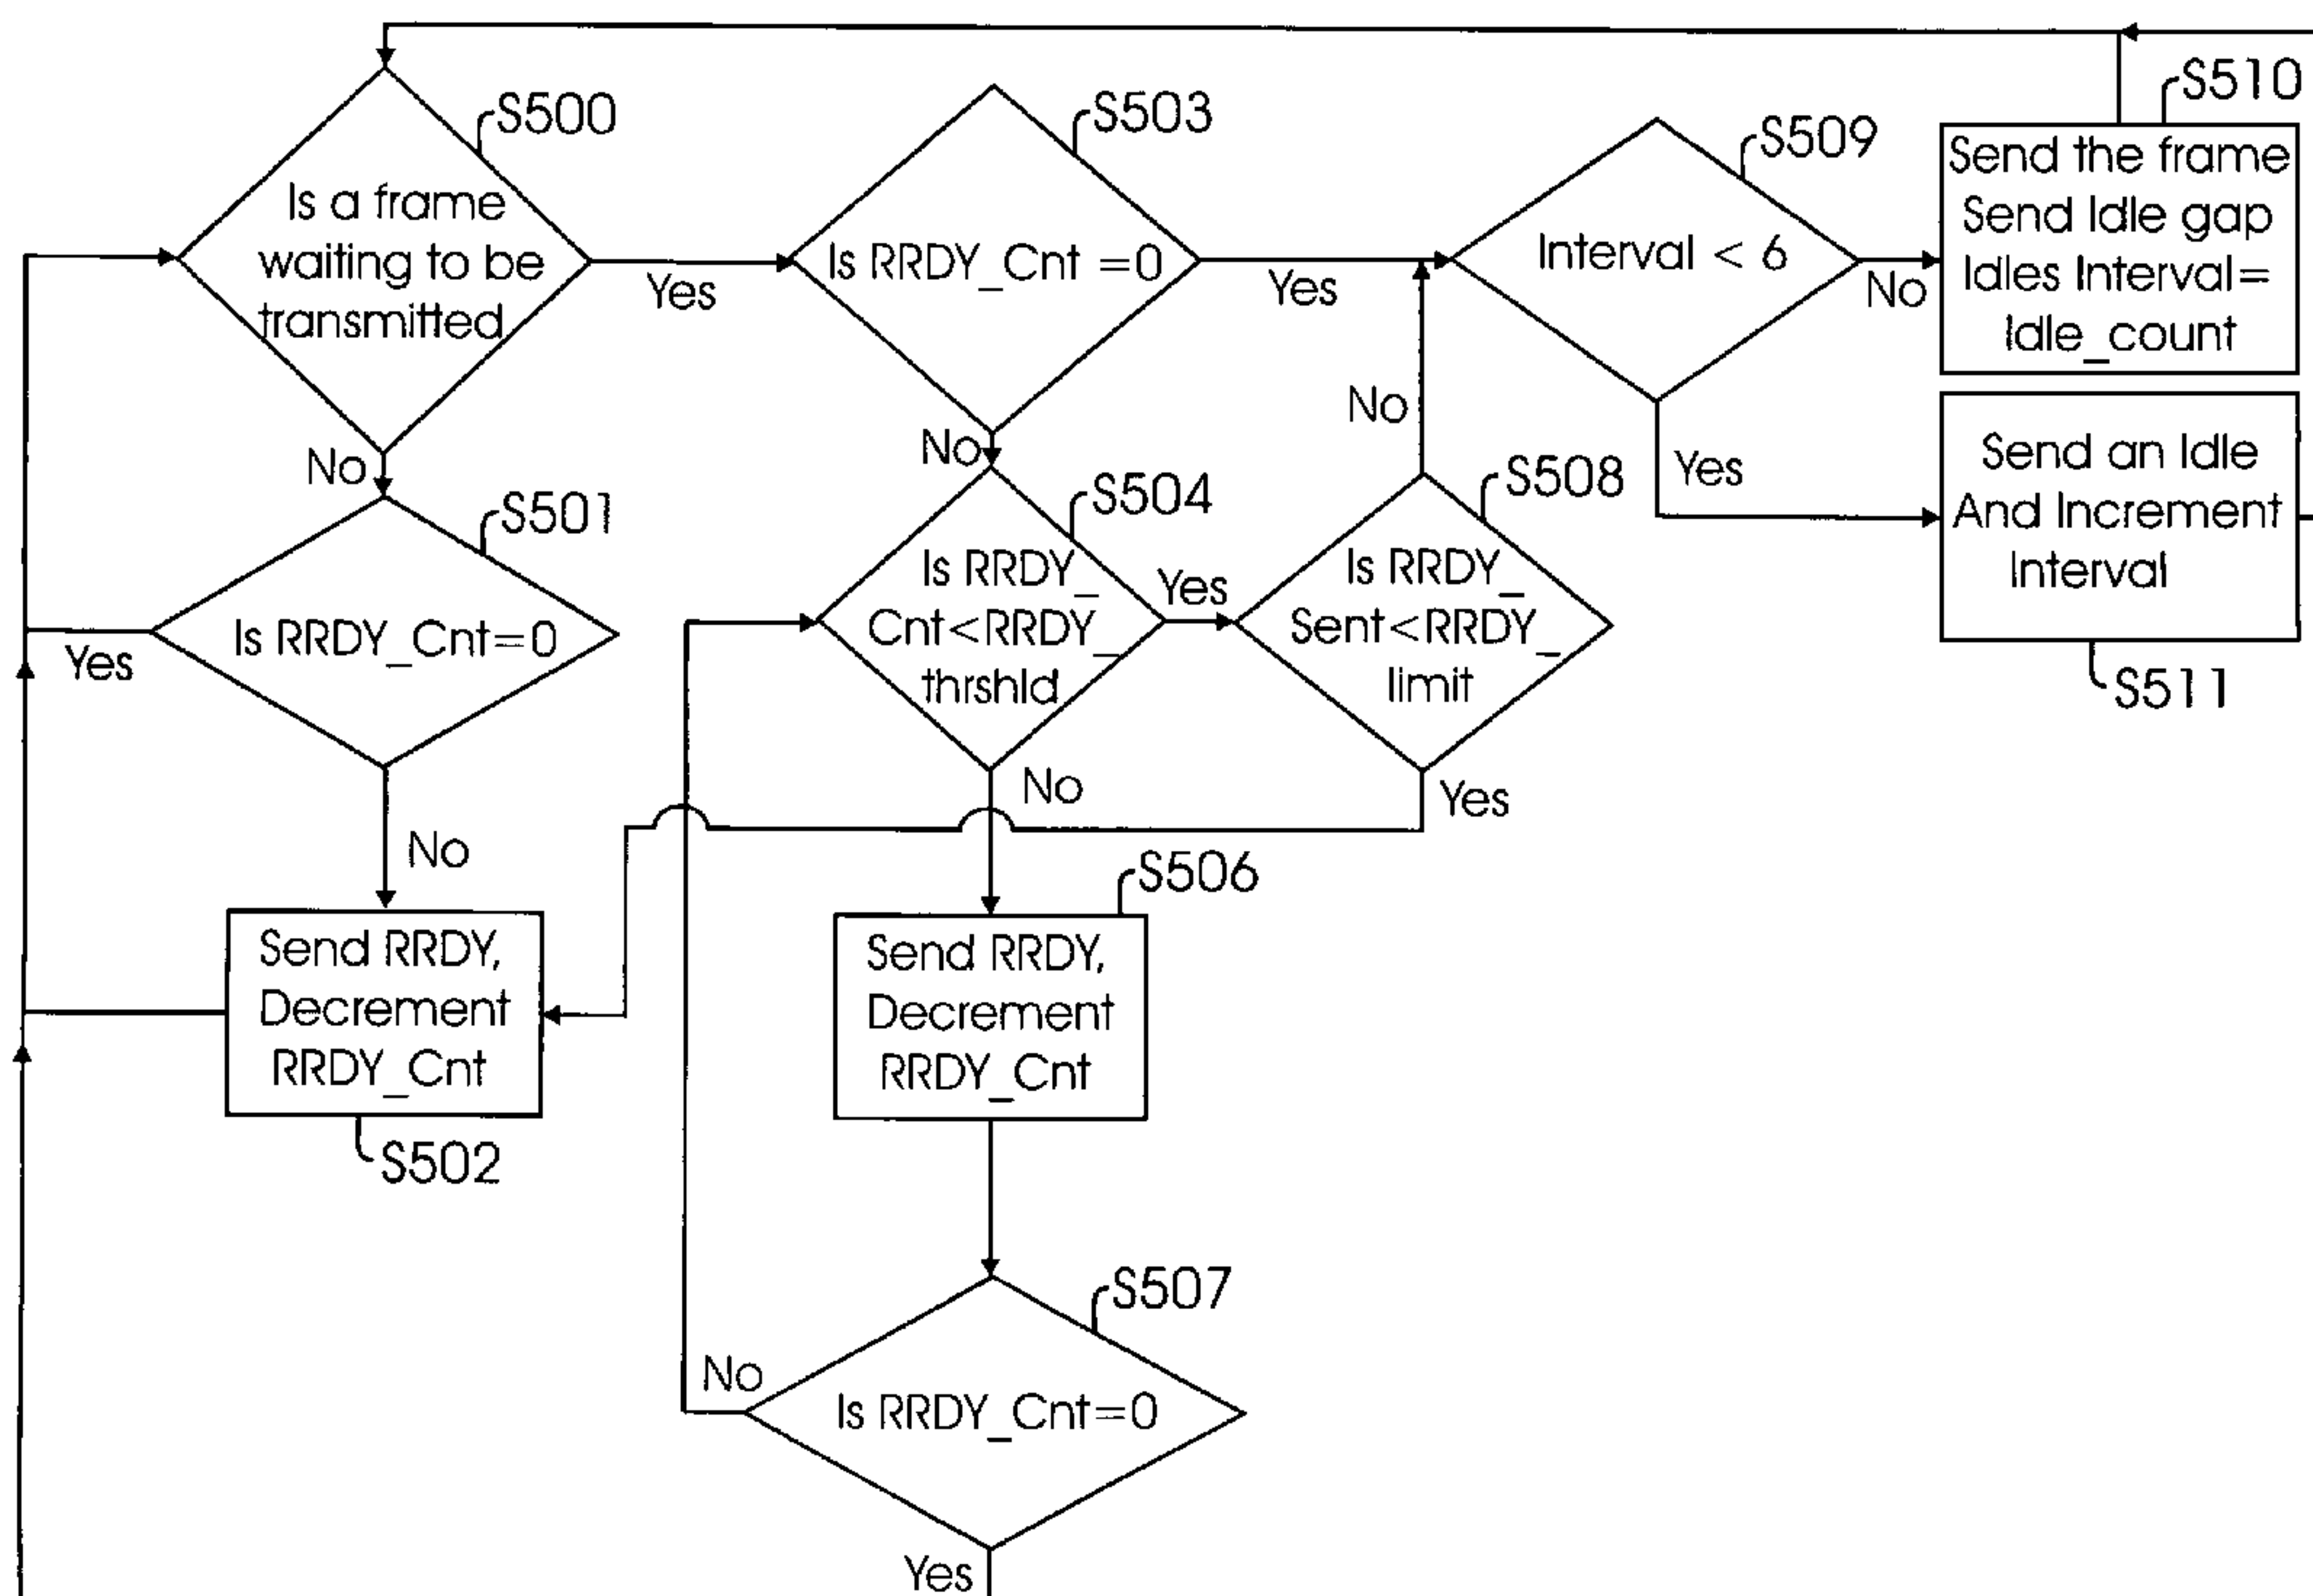 S500
Is a frame
waiting to be
transmitted
Yes
No
S503
Is RRDY_Cnt =0
Yes
No
S509
Interval < 6
No
Yes
S510
Send the frame
Send Idle gap
Idles Interval=
Idle_count
Send an Idle
And Increment
Interval
S511
S501
Is RRDY_Cnt=0
Yes
No
S504
Is RRDY_
Cnt<RRDY_
thrshld
Yes
No
S508
Is RRDY_
Sent<RRDY_
limit
No
Yes
Send RRDY,
Decrement
RRDY_Cnt
S502
S506
Send RRDY,
Decrement
RRDY_Cnt
S507
Is RRDY_Cnt=0
No
Yes